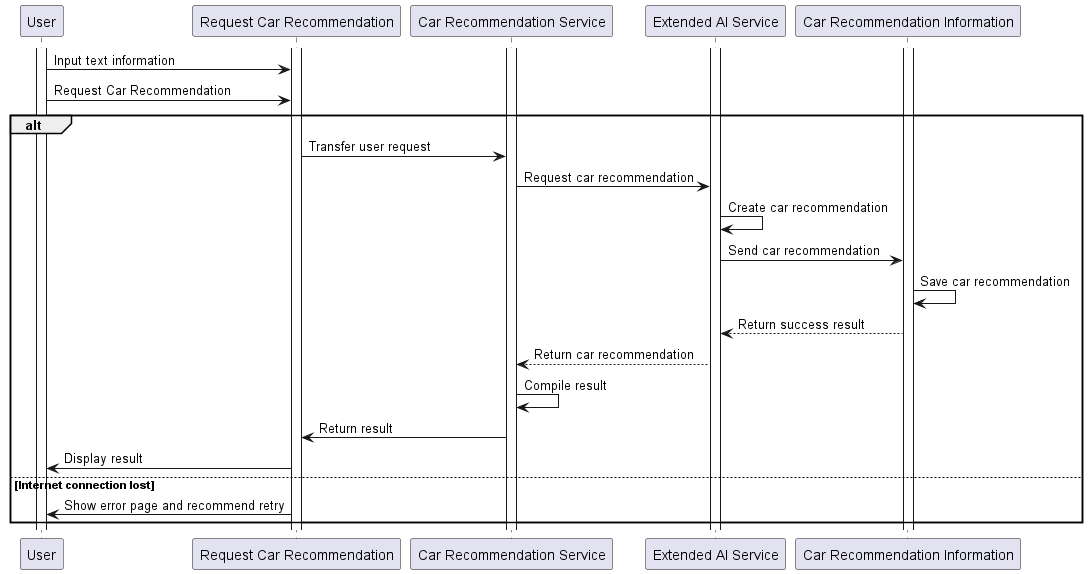 User
Request Car Recommendation
Car Recommendation Service
Extended AI Service
Car Recommendation Information
Input text information
Request Car Recommendation
alt
Transfer user request
Request car recommendation
Create car recommendation
Send car recommendation
Save car recommendation
Return success result
Return car recommendation
Compile result
Return result
Display result
[Internet connection lost]
Show error page and recommend retry
User
Request Car Recommendation
Car Recommendation Service
Extended AI Service
Car Recommendation Information